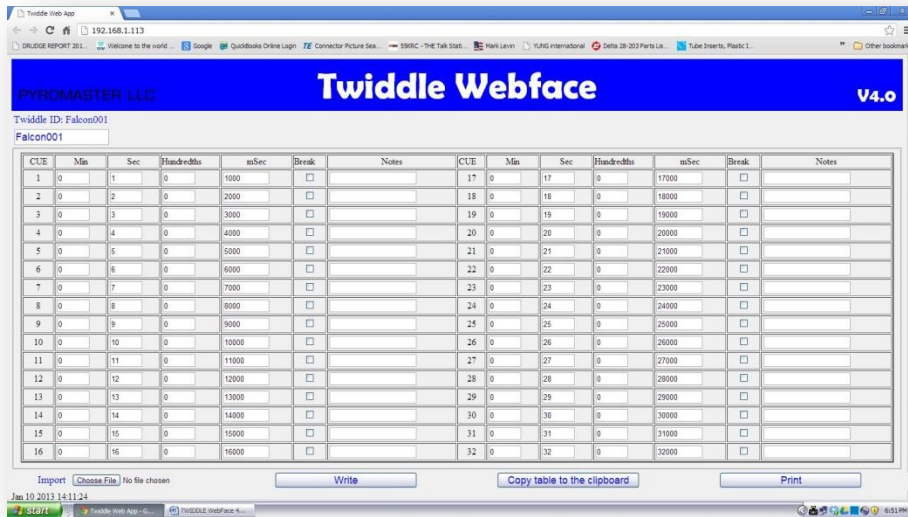 Twiddle Web App
192.168.1.113
DRUDGE REPORT 201... Welcome to the world ... Google QuickBooks Online Login TE Connector Picture Sea... 55KRC - THE Talk Stati... Mark Levin YUNG international Delta 28-203 Parts Lis... Tube Inserts, Plastic I... » Other bookmark
PYROMASTER LLC Twiddle Webface V4.0
Twiddle ID: Falcon001
Falcon001
CUE Min Sec Hundredths mSec Break Notes CUE Min Sec Hundredths mSec Break Notes
1 0 1 0 1000 17 0 17 0 17000
2 0 2 0 2000 18 0 18 0 18000
3 0 3 0 3000 19 0 19 0 19000
4 0 4 0 4000 20 0 20 0 20000
5 0 5 0 5000 21 0 21 0 21000
6 0 6 0 6000 22 0 22 0 22000
7 0 7 0 7000 23 0 23 0 23000
8 0 8 0 8000 24 0 24 0 24000
9 0 9 0 9000 25 0 25 0 25000
10 0 10 0 10000 26 0 26 0 26000
11 0 11 0 11000 27 0 27 0 27000
12 0 12 0 12000 28 0 28 0 28000
13 0 13 0 13000 29 0 29 0 29000
14 0 14 0 14000 30 0 30 0 30000
15 0 15 0 15000 31 0 31 0 31000
16 0 16 0 16000 32 0 32 0 32000
Import Choose File No file chosen Write Copy table to the clipboard Print
Jan 10 2013 14:11:24
start Twiddle Web App - G... TWIDDLE WebFace 4.... 6:51 PM